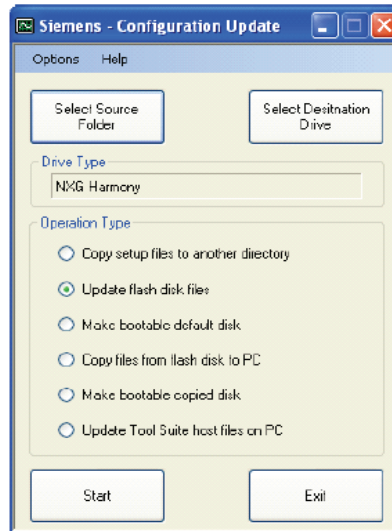 Siemens - Configuration Update
Options Help
Select Source
Folder
Select Desitnation
Drive
Drive Type
NXG Harmony
Operation Type
Copy setup files to another directory
Update flash disk files
Make bootable default disk
Copy files from flash disk to PC
Make bootable copied disk
Update Tool Suite host files on PC
Start
Exit